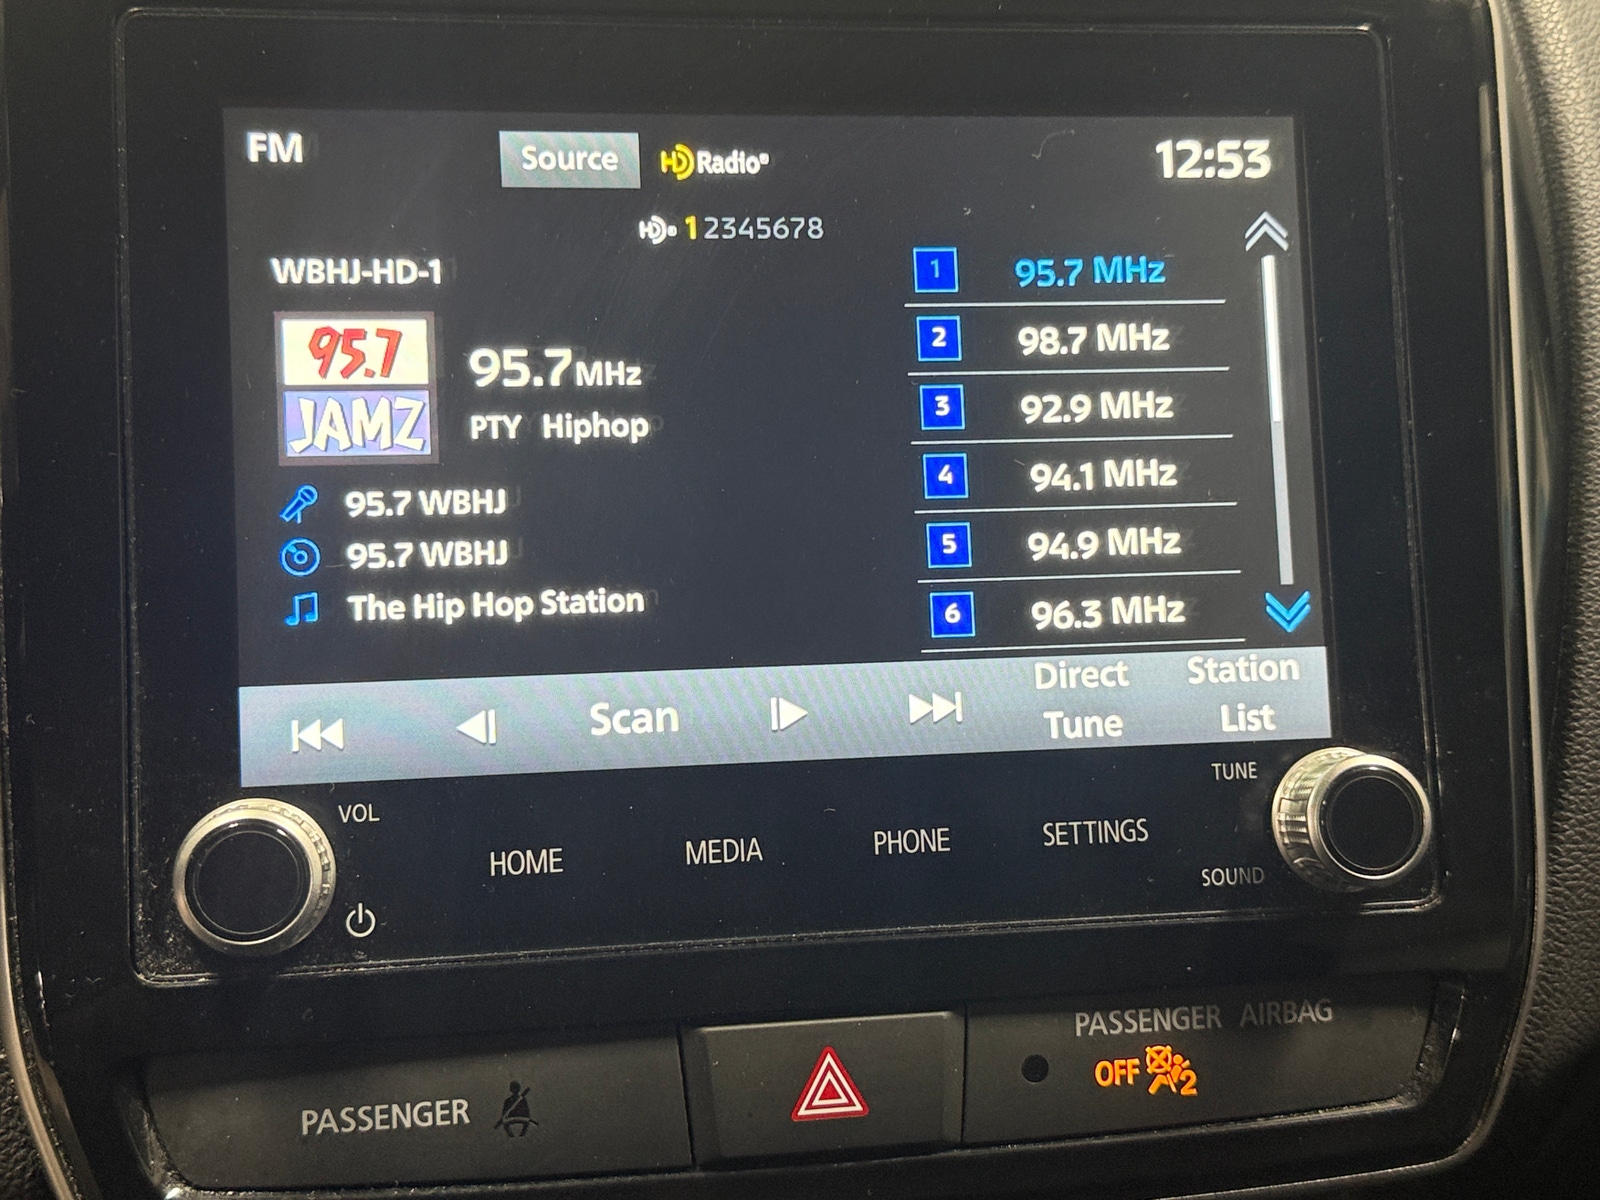 FM
Source
HD Radio®
12:53
HD® 12345678
WBHJ-HD-1
95.7
JAMZ
95.7 MHz
PTY Hiphop
95.7 WBHJ
95.7 WBHJ
The Hip Hop Station
1 95.7 MHz
2 98.7 MHz
3 92.9 MHz
4 94.1 MHz
5 94.9 MHz
6 96.3 MHz
Scan
Direct
Tune
Station
List
VOL
HOME
MEDIA
PHONE
SETTINGS
TUNE
SOUND
PASSENGER
PASSENGER AIRBAG
OFF 2